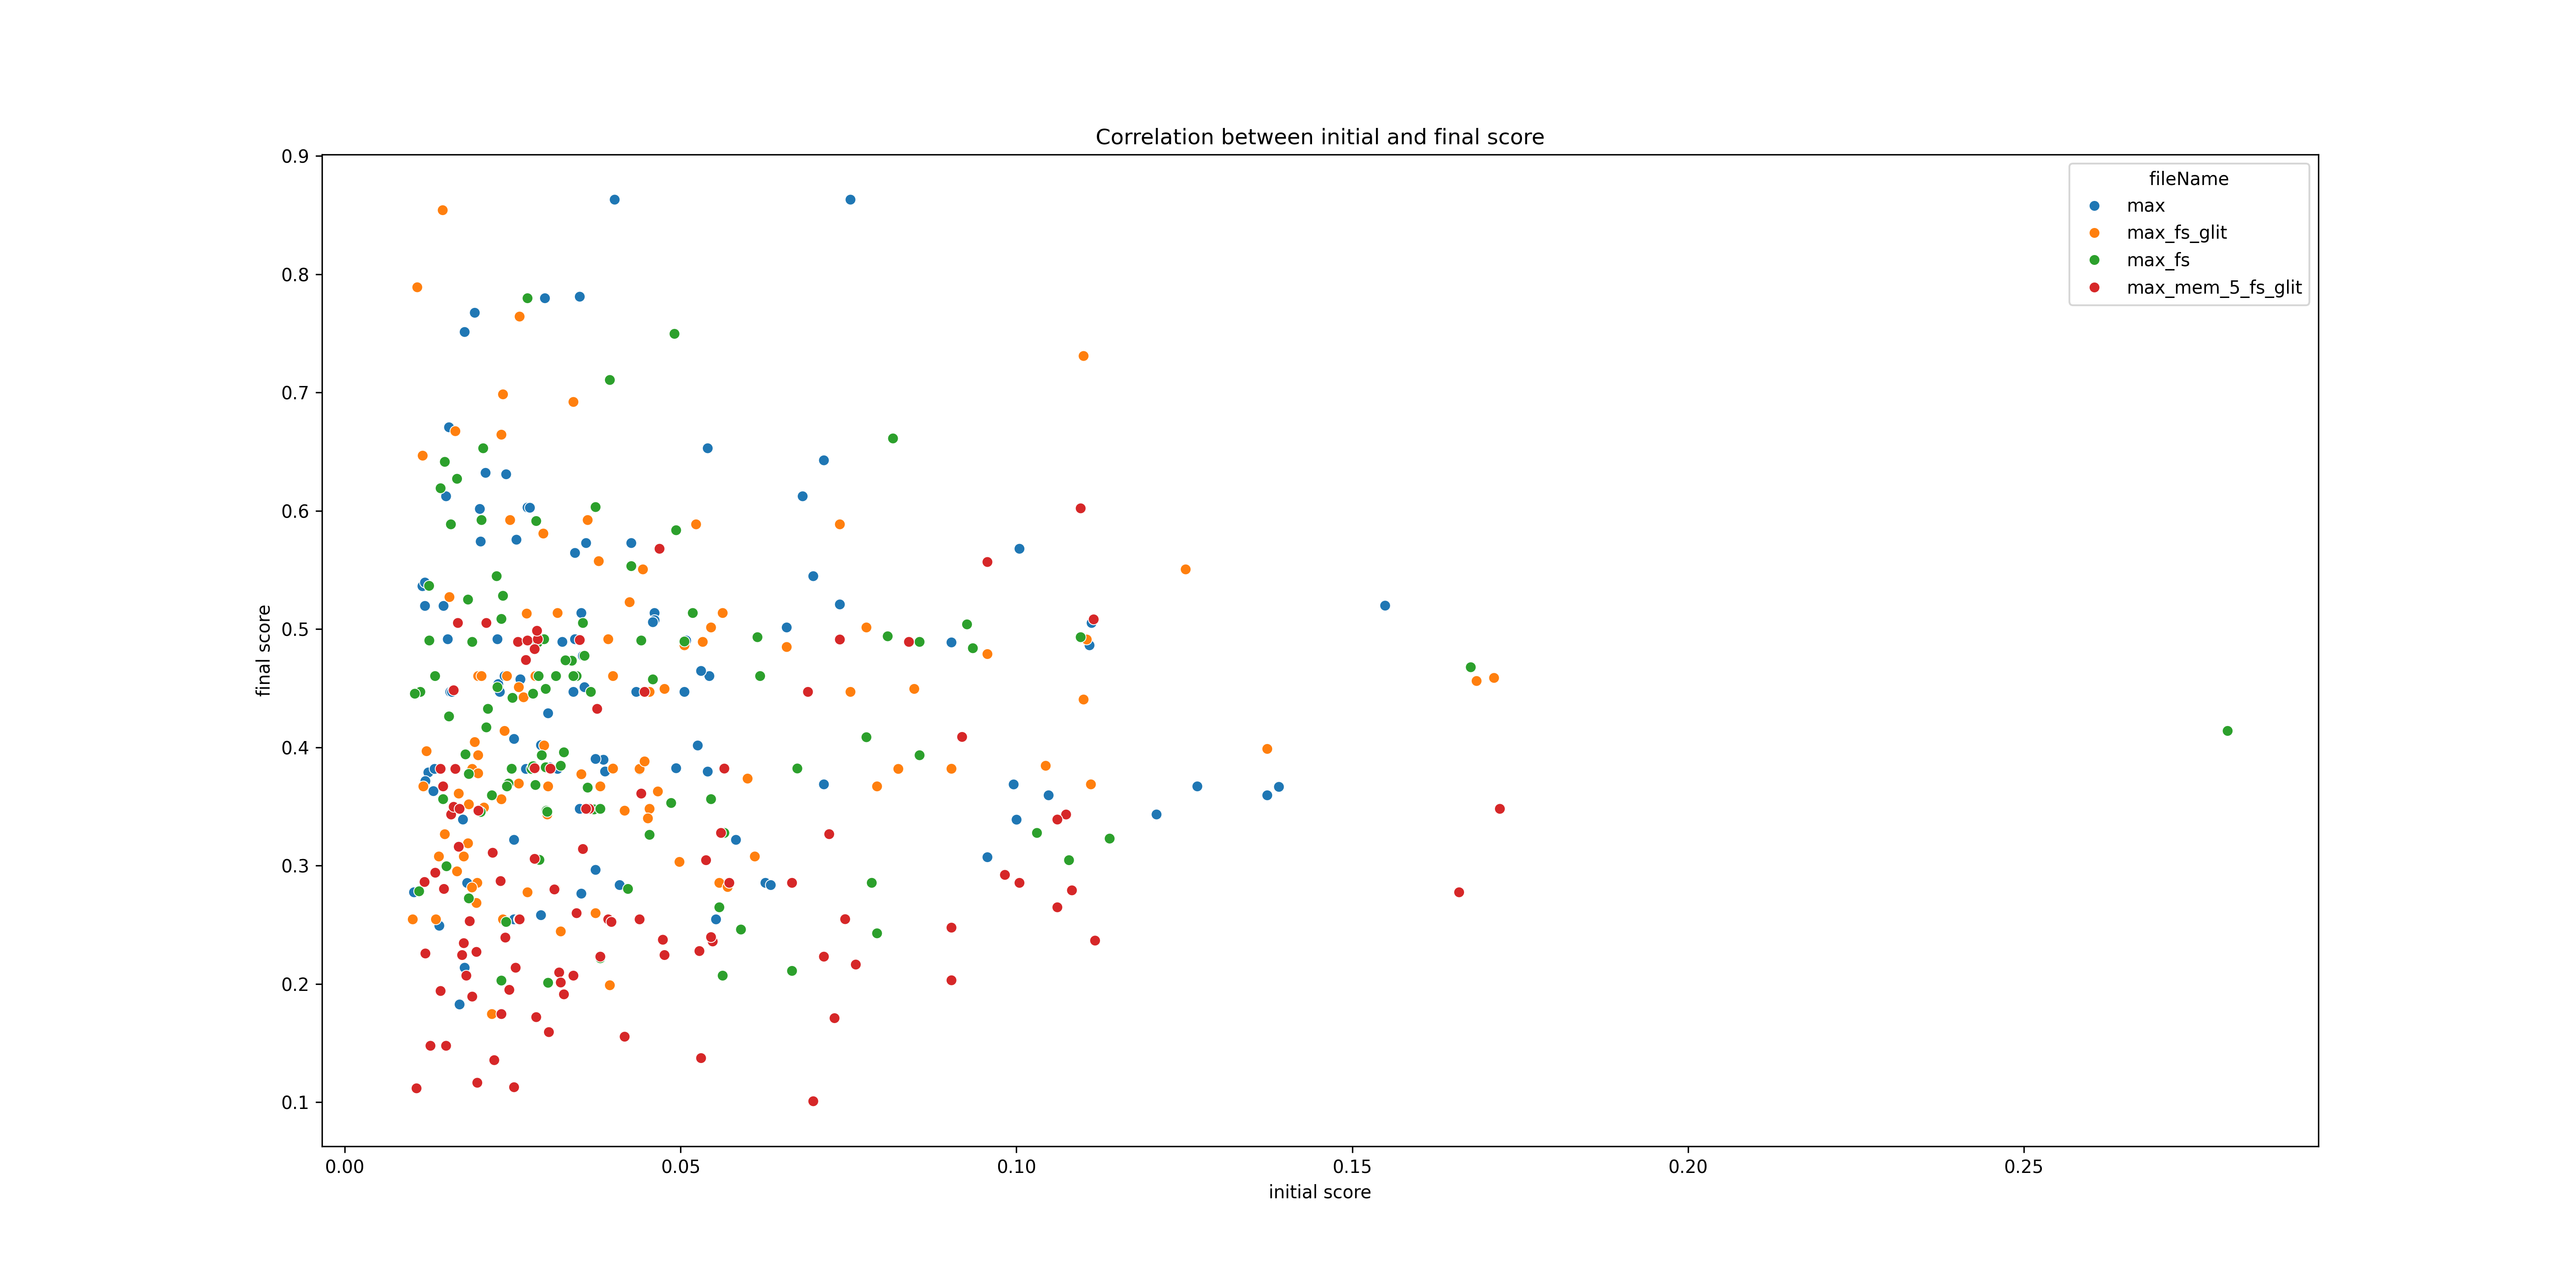 Correlation between initial and final score
fileName
max
max_fs_glit
max_fs
max_mem_5_fs_glit
final score
0.9
0.8
0.7
0.6
0.5
0.4
0.3
0.2
0.1
0.00 0.05 0.10 0.15 0.20 0.25
initial score